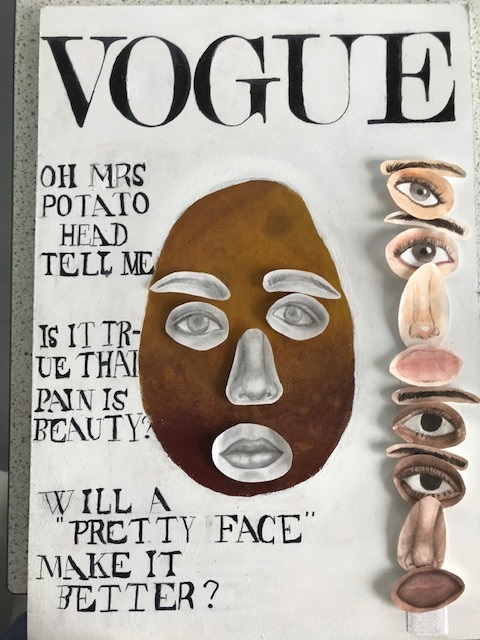 VOGUE
OH MRS
POTATO
HEAD
TELL ME
IS IT TR-
UE THAT
PAIN IS
BEAUTY?
WILL A
"PRETTY FACE"
MAKE IT
BETTER?